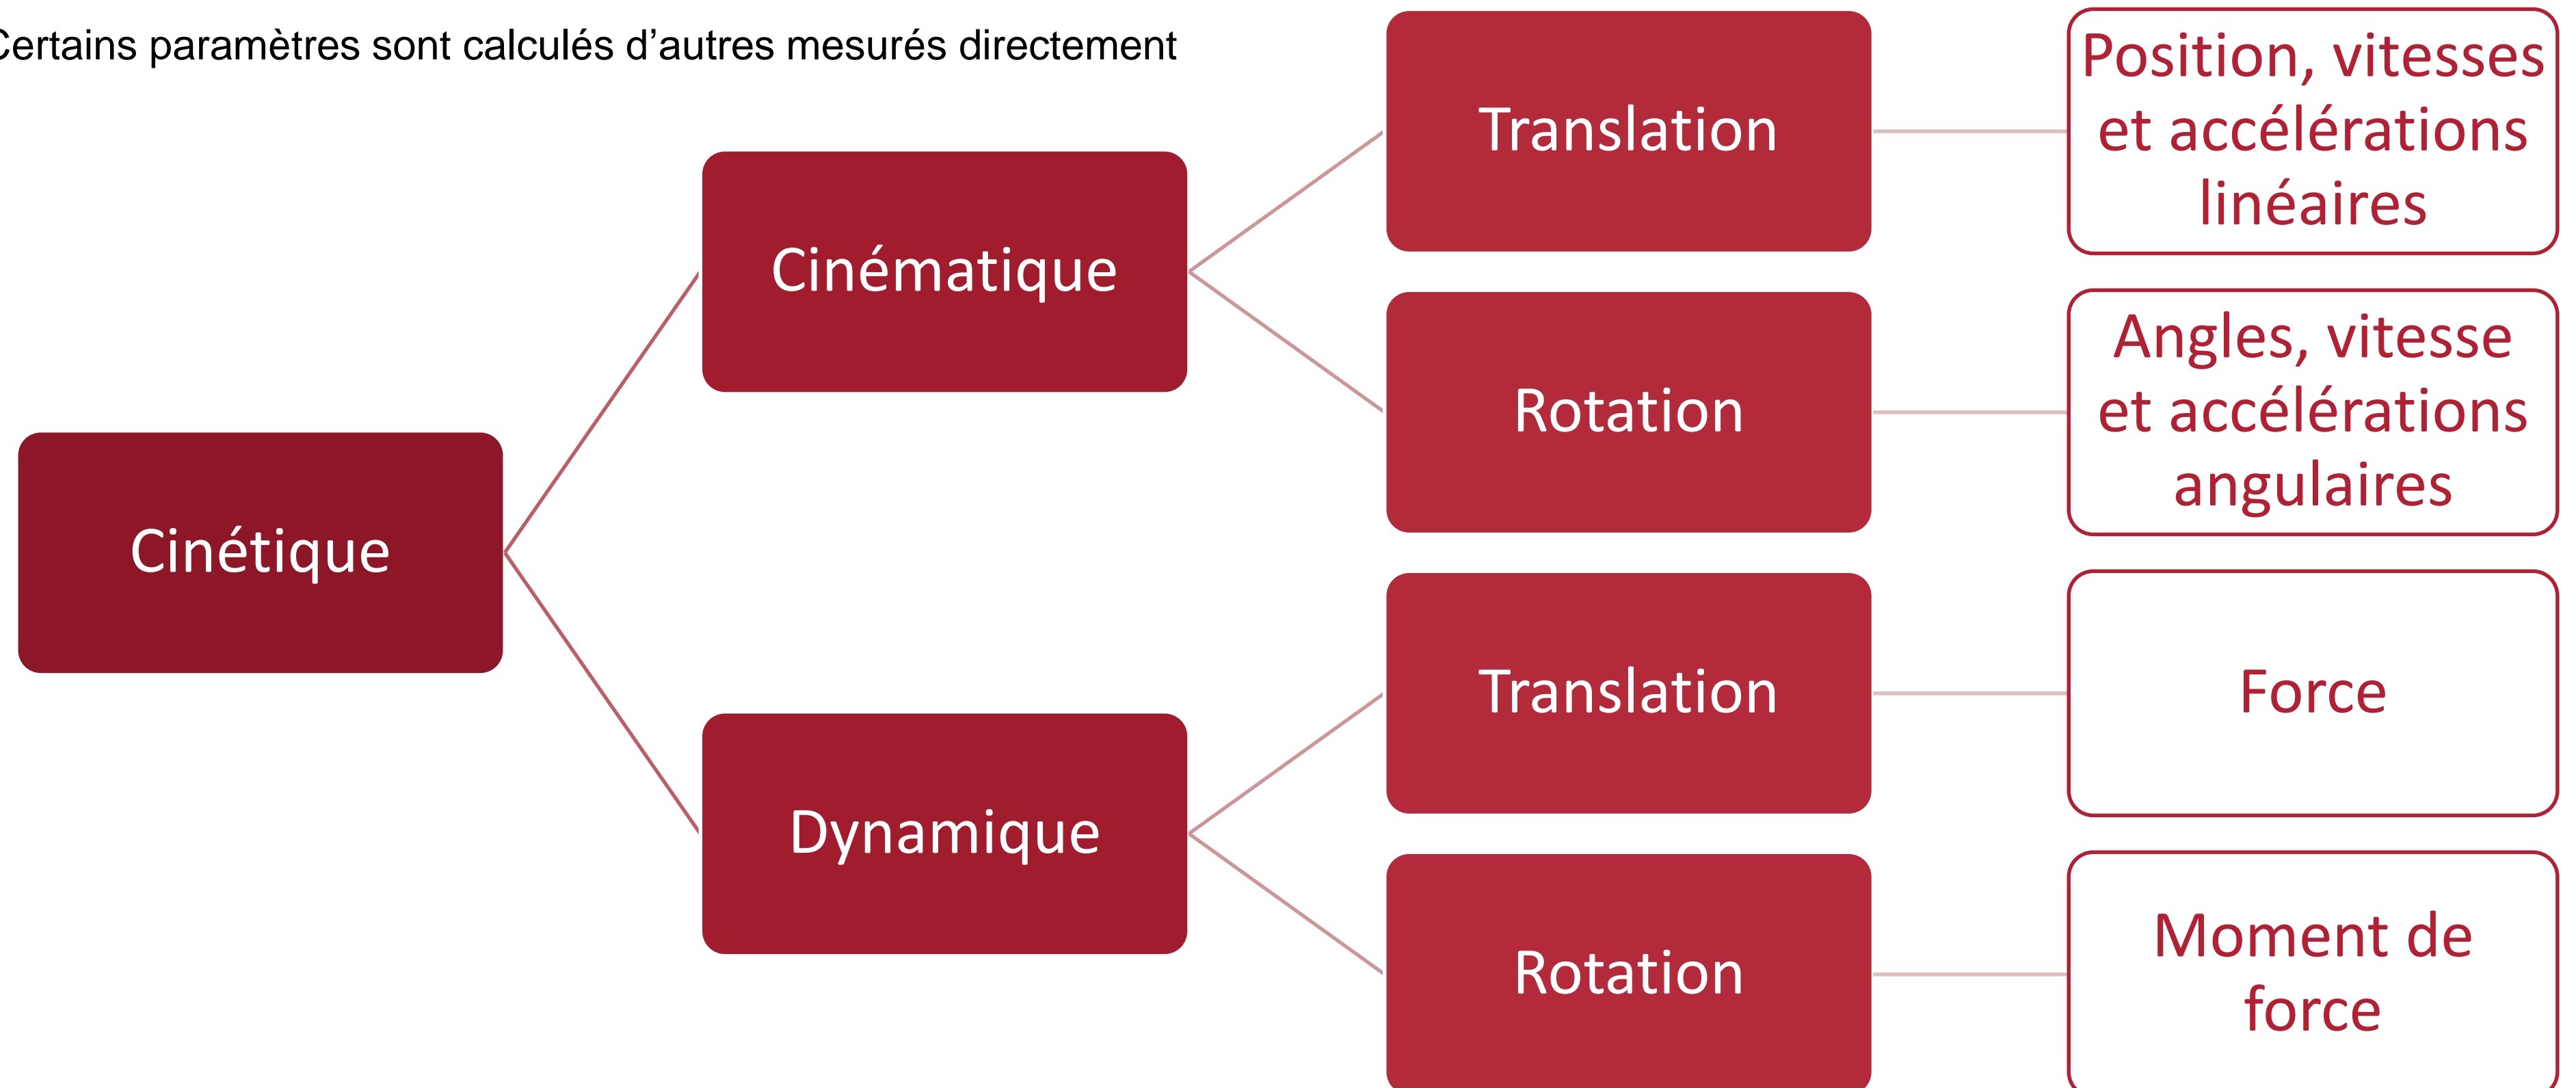 Certains paramètres sont calculés d’autres mesurés directement
Cinétique
Cinématique
Translation
Position, vitesses
et accélérations
linéaires
Rotation
Angles, vitesse
et accélérations
angulaires
Dynamique
Translation
Force
Rotation
Moment de
force